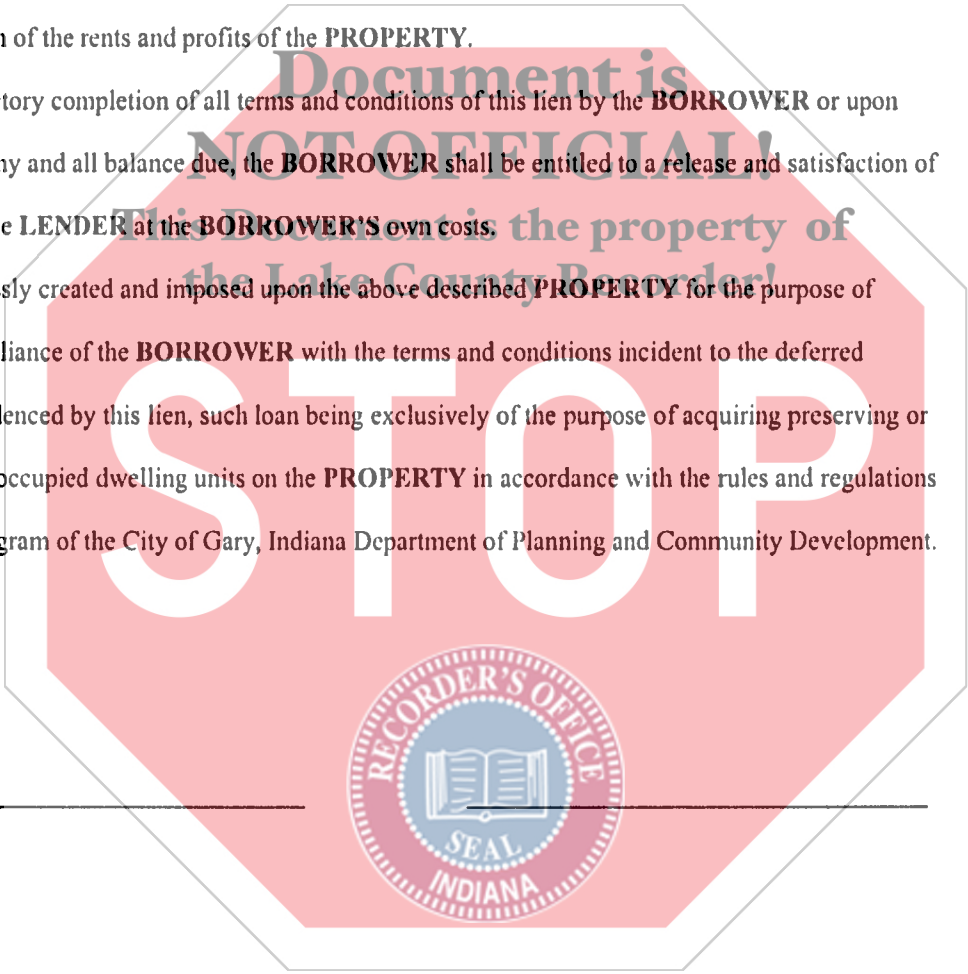 n of the rents and profits of the PROPERTY.
Document is
tory completion of all terms and conditions of this lien by the BORROWER or upon
NOT OFFICIAL!
ny and all balance due, the BORROWER shall be entitled to a release and satisfaction of
This Document is the property of
e LENDER at the BORROWER'S own costs.
the Lake County Recorder!
sly created and imposed upon the above described PROPERTY for the purpose of
liance of the BORROWER with the terms and conditions incident to the deferred
STOP
lenced by this lien, such loan being exclusively of the purpose of acquiring preserving or
occupied dwelling units on the PROPERTY in accordance with the rules and regulations
gram of the City of Gary, Indiana Department of Planning and Community Development.
RECORDER'S OFFICE
SEAL
INDIANA